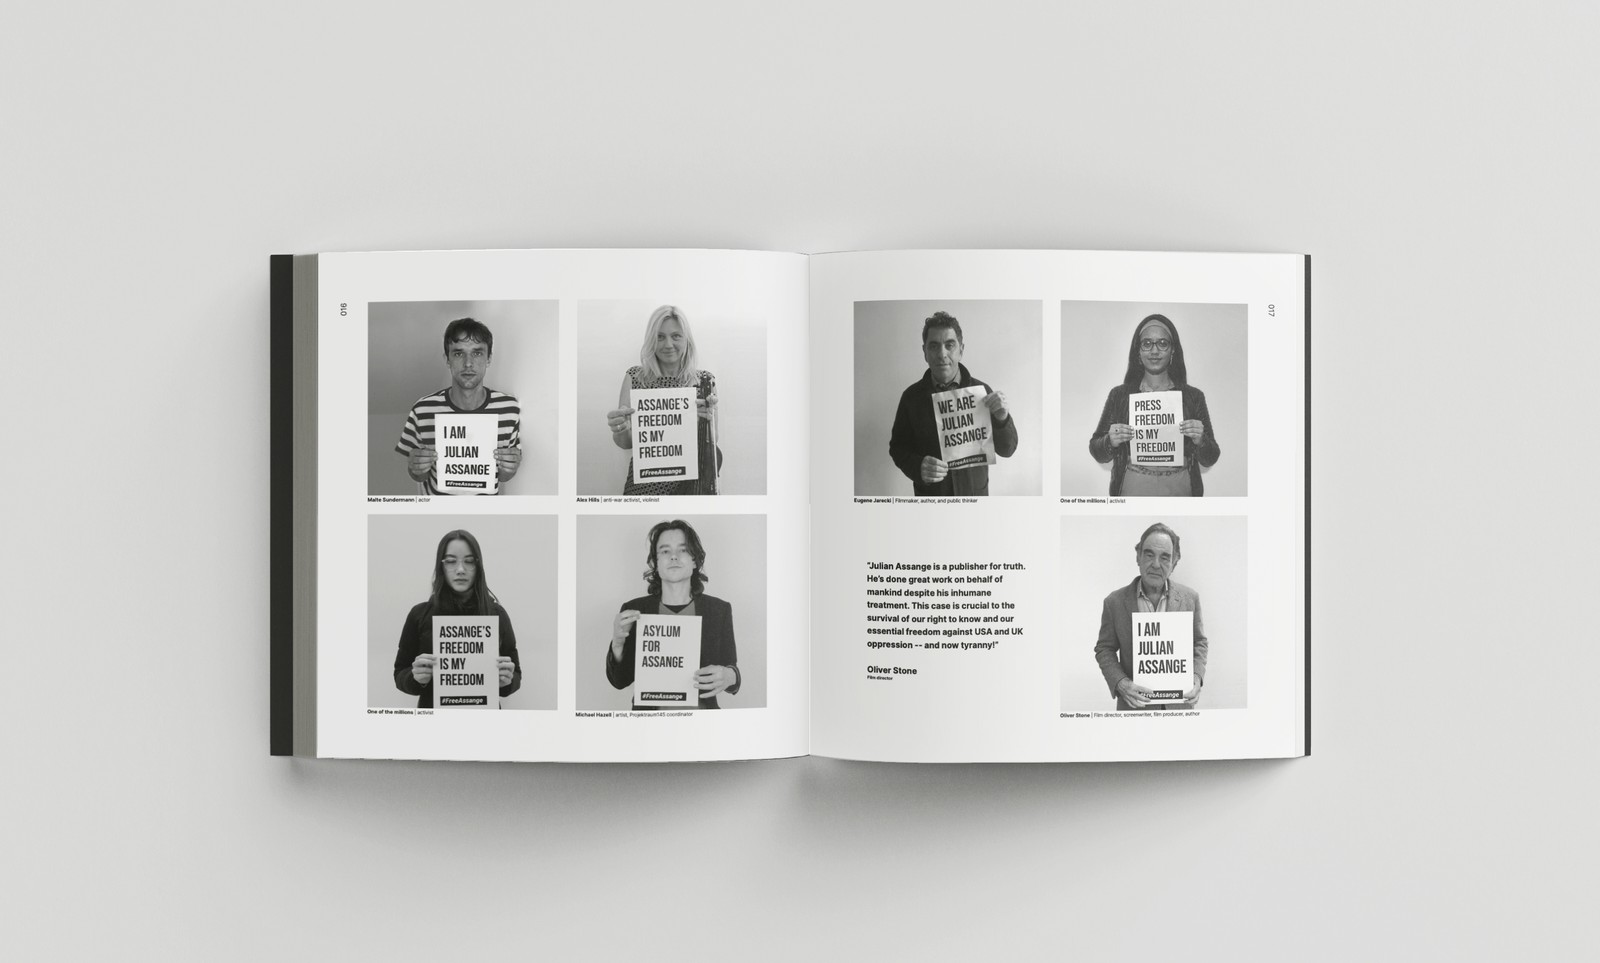 016
I AM
JULIAN
ASSANGE
#FreeAssange
Malte Sundermann | actor
ASSANGE'S
FREEDOM
IS MY
FREEDOM
#FreeAssange
Alex Hills | anti-war activist, violinist
ASSANGE'S
FREEDOM
IS MY
FREEDOM
#FreeAssange
One of the millions | activist
ASYLUM
FOR
ASSANGE
#FreeAssange
Michael Hazell | artist, Projektraum145 coordinator
017
WE ARE
JULIAN
ASSANGE
#FreeAssange
Eugene Jarecki | Filmmaker, author, and public thinker
PRESS
FREEDOM
IS MY
FREEDOM
#FreeAssange
One of the millions | activist
"Julian Assange is a publisher for truth.
He's done great work on behalf of
mankind despite his inhumane
treatment. This case is crucial to the
survival of our right to know and our
essential freedom against USA and UK
oppression -- and now tyranny!"
Oliver Stone
Film director
I AM
JULIAN
ASSANGE
#FreeAssange
Oliver Stone | Film director, screenwriter, film producer, author